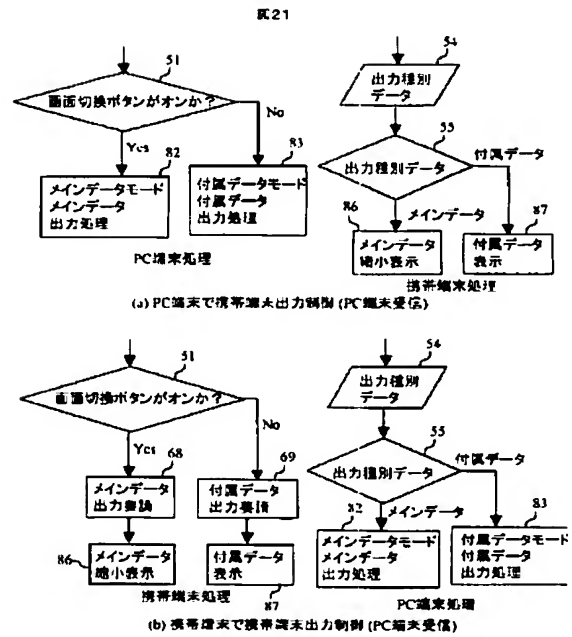 図21
51
画面切換ボタンがオンか?
Yes
No
82
メインデータモード
メインデータ
出力処理
83
付属データモード
付属データ
出力処理
PC端末処理
54
出力種別
データ
55
出力種別データ
付属データ
メインデータ
86
メインデータ
縮小表示
87
付属データ
表示
携帯端末処理
(a) PC端末で携帯端末出力制御 (PC端末受信)
51
画面切換ボタンがオンか?
Yes
No
68
メインデータ
出力要請
69
付属データ
出力要請
86
メインデータ
縮小表示
付属データ
表示
87
携帯端末処理
54
出力種別
データ
55
出力種別データ
付属データ
メインデータ
82
メインデータモード
メインデータ
出力処理
83
付属データモード
付属データ
出力処理
PC端末処理
(b) 携帯端末で携帯端末出力制御 (PC端末受信)